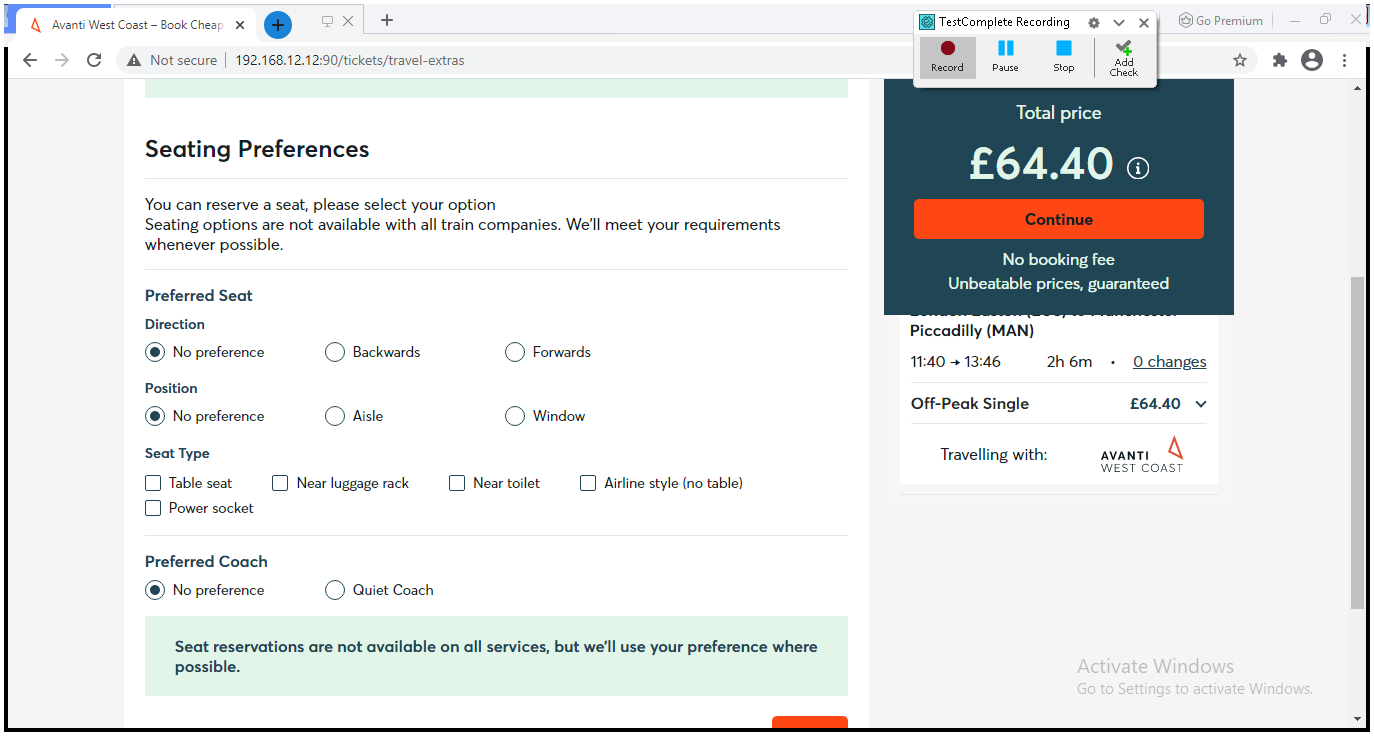 Avanti West Coast – Book Cheap
TestComplete Recording
Go Premium
Not secure
192.168.12.12:90/tickets/travel-extras
Record
Pause
Stop
Add
Check
Seating Preferences
You can reserve a seat, please select your option
Seating options are not available with all train companies. We'll meet your requirements
whenever possible.
Preferred Seat
Direction
No preference
Backwards
Forwards
Position
No preference
Aisle
Window
Seat Type
Table seat
Near luggage rack
Near toilet
Airline style (no table)
Power socket
Preferred Coach
No preference
Quiet Coach
Seat reservations are not available on all services, but we'll use your preference where
possible.
Total price
£64.40
Continue
No booking fee
Unbeatable prices, guaranteed
Piccadilly (MAN)
11:40 → 13:46
2h 6m
•
0 changes
Off-Peak Single
£64.40
Travelling with:
AVANTI
WEST COAST
Activate Windows
Go to Settings to activate Windows.